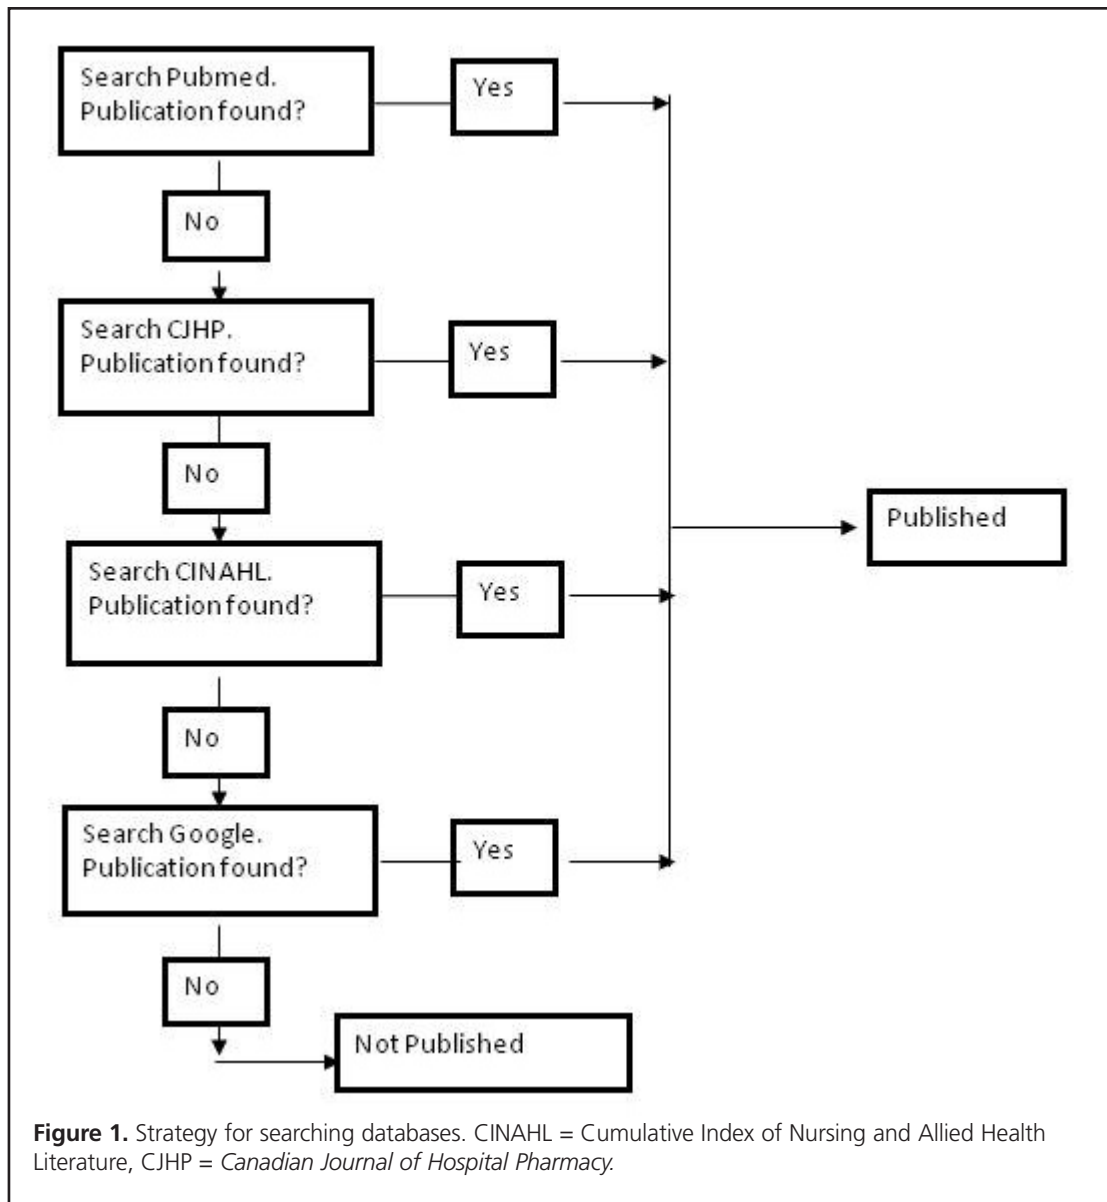 Search Pubmed.
Publication found?
Yes
No
Search CJHP.
Publication found?
Yes
No
Search CINAHL.
Publication found?
Yes
No
Search Google.
Publication found?
Yes
No
Published
Not Published
Figure 1. Strategy for searching databases. CINAHL = Cumulative Index of Nursing and Allied Health
Literature, CJHP = Canadian Journal of Hospital Pharmacy.